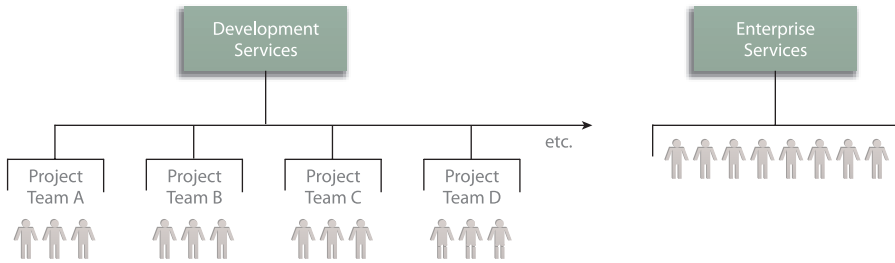 Development
Services
Enterprise
Services
etc.
Project
Team A
Project
Team B
Project
Team C
Project
Team D